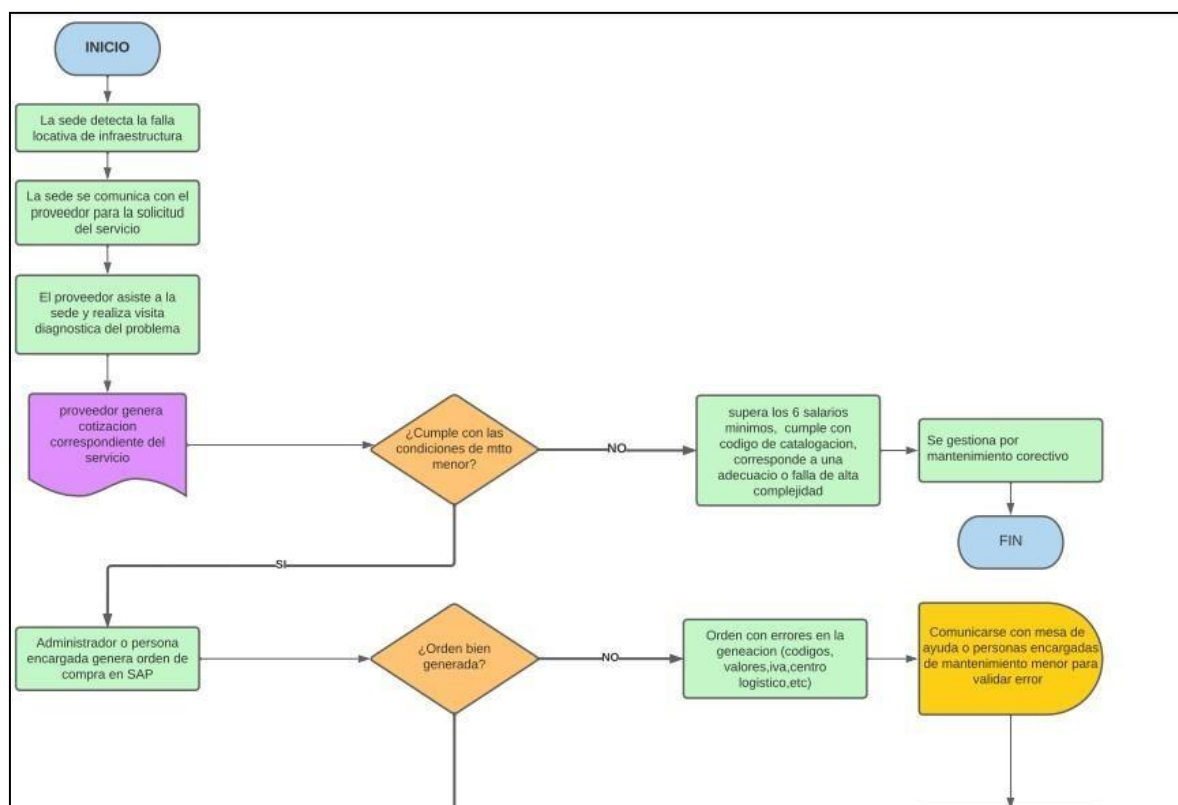 INICIO
La sede detecta la falla
locativa de infraestructura
La sede se comunica con el
proveedor para la solicitud
del servicio
El proveedor asiste a la
sede y realiza visita
diagnostica del problema
proveedor genera
cotizacion
correspondiente del
servicio
¿Cumple con las
condiciones de mtto
menor?
NO
supera los 6 salarios
minimos, cumple con
codigo de catalogacion,
corresponde a una
adecuacio o falla de alta
complejidad
Se gestiona por
mantenimiento corectivo
FIN
SI
Administrador o persona
encargada genera orden de
compra en SAP
¿Orden bien
generada?
NO
Orden con errores en la
geneacion (codigos,
valores,iva,centro
logistico,etc)
Comunicarse con mesa de
ayuda o personas encargadas
de mantenimiento menor para
validar error